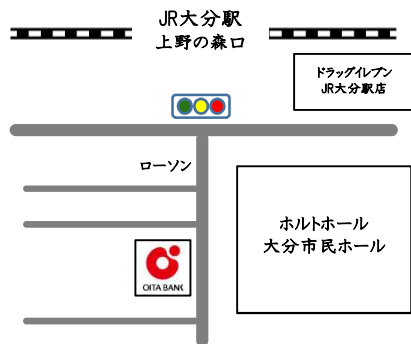 JR大分駅
上野の森口
ドラッグイレブン
JR大分駅店
ローソン
ホルトホール
大分市民ホール
OITA BANK